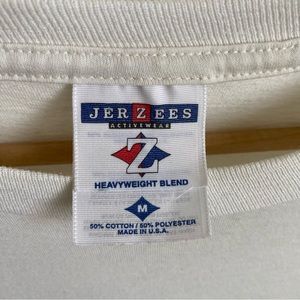 JERZEES
ACTIVEWEAR
Z
HEAVYWEIGHT BLEND
M
50% COTTON / 50% POLYESTER
MADE IN U.S.A.